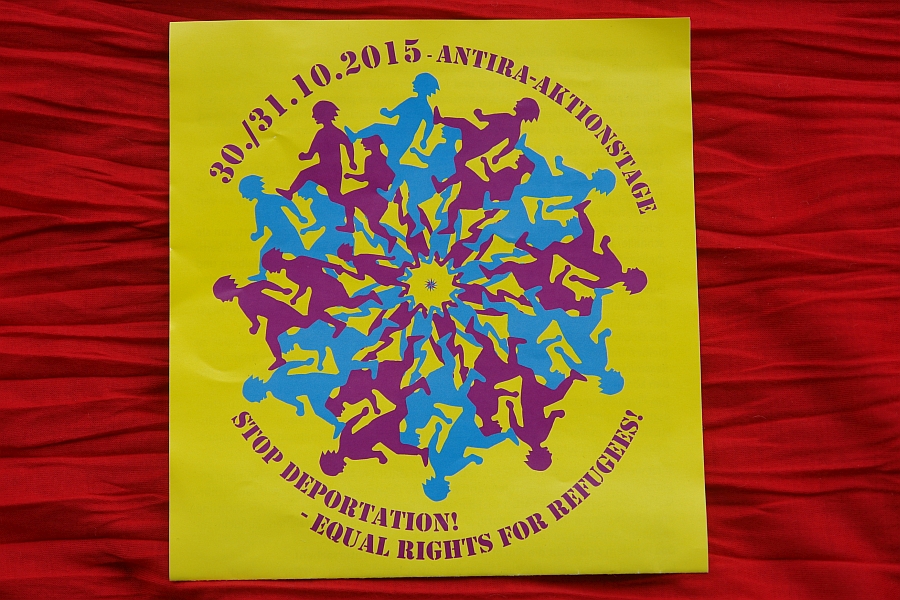 30./31.10.2015 - ANTIRA-AKTIONSTAGE
STOP DEPORTATION!
- EQUAL RIGHTS FOR REFUGEES!